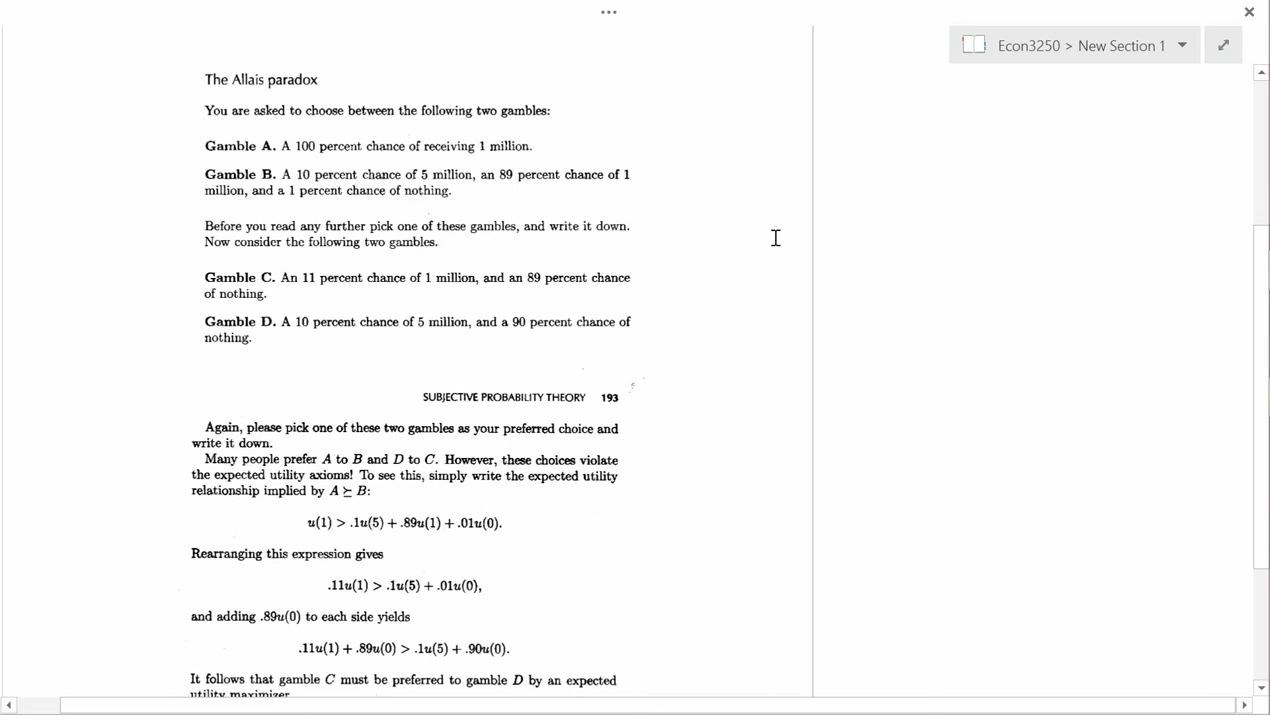 Econ3250 > New Section 1
The Allais paradox
You are asked to choose between the following two gambles:
Gamble A. A 100 percent chance of receiving 1 million.
Gamble B. A 10 percent chance of 5 million, an 89 percent chance of 1
million, and a 1 percent chance of nothing.
Before you read any further pick one of these gambles, and write it down.
Now consider the following two gambles.
Gamble C. An 11 percent chance of 1 million, and an 89 percent chance
of nothing.
Gamble D. A 10 percent chance of 5 million, and a 90 percent chance of
nothing.
SUBJECTIVE PROBABILITY THEORY 193
Again, please pick one of these two gambles as your preferred choice and
write it down.
Many people prefer A to B and D to C. However, these choices violate
the expected utility axioms! To see this, simply write the expected utility
relationship implied by A ⪰ B:
u(1) > .1u(5) + .89u(1) + .01u(0).
Rearranging this expression gives
.11u(1) > .1u(5) + .01u(0),
and adding .89u(0) to each side yields
.11u(1) + .89u(0) > .1u(5) + .90u(0).
It follows that gamble C must be preferred to gamble D by an expected
utility maximizer